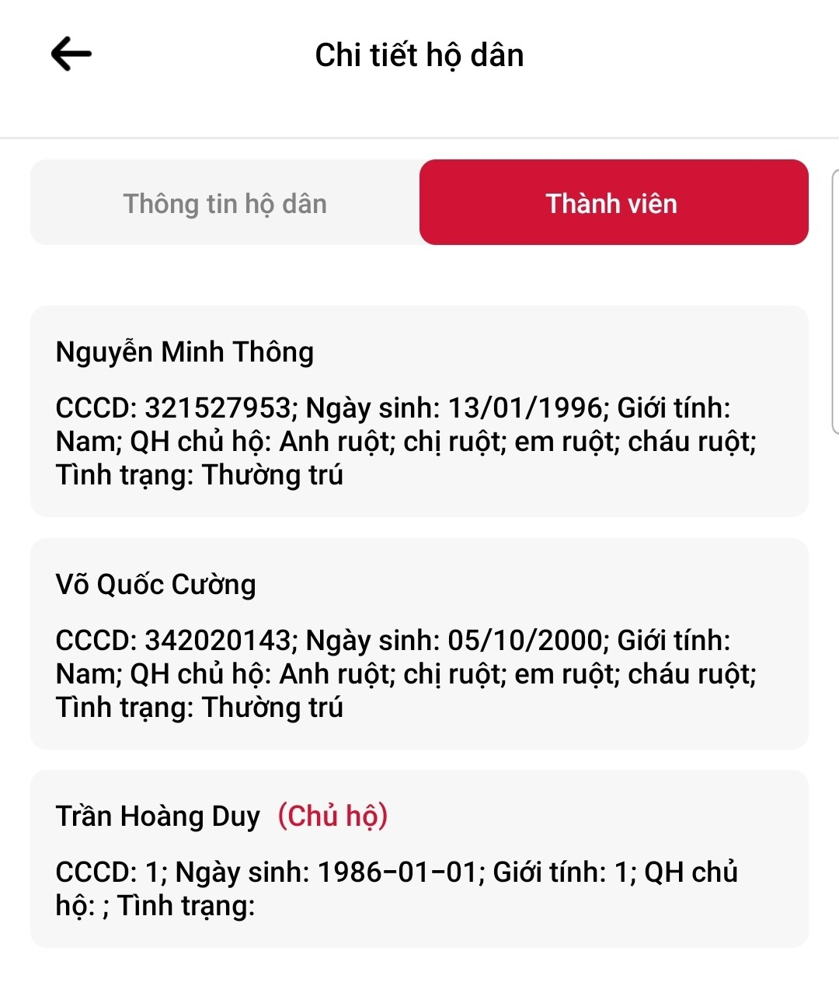 Chi tiết hộ dân
Thông tin hộ dân
Thành viên
Nguyễn Minh Thông
CCCD: 321527953; Ngày sinh: 13/01/1996; Giới tính:
Nam; QH chủ hộ: Anh ruột; chị ruột; em ruột; cháu ruột;
Tình trạng: Thường trú
Võ Quốc Cường
CCCD: 342020143; Ngày sinh: 05/10/2000; Giới tính:
Nam; QH chủ hộ: Anh ruột; chị ruột; em ruột; cháu ruột;
Tình trạng: Thường trú
Trần Hoàng Duy (Chủ hộ)
CCCD: 1; Ngày sinh: 1986-01-01; Giới tính: 1; QH chủ
hộ: ; Tình trạng: